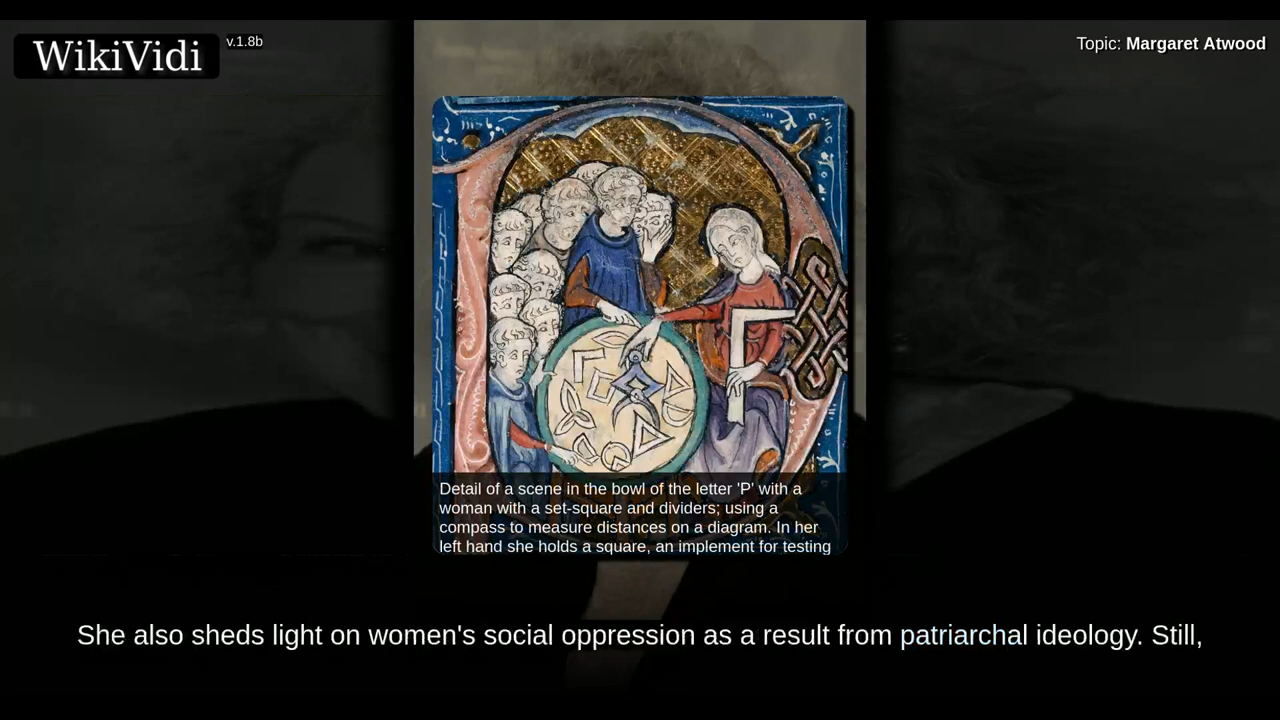 WikiVidi v.1.8b
Topic: Margaret Atwood
Detail of a scene in the bowl of the letter 'P' with a
woman with a set-square and dividers; using a
compass to measure distances on a diagram. In her
left hand she holds a square, an implement for testing
She also sheds light on women's social oppression as a result from patriarchal ideology. Still,